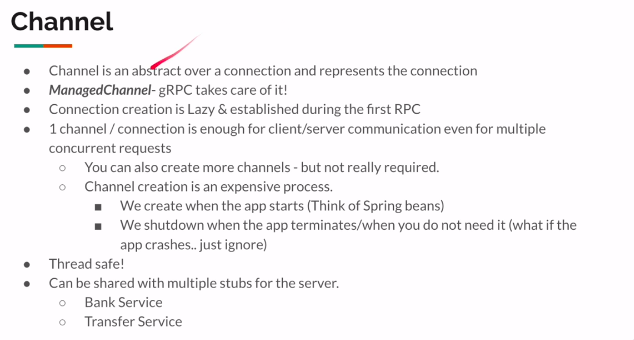 Channel
● Channel is an abstract over a connection and represents the connection
● ManagedChannel- gRPC takes care of it!
● Connection creation is Lazy & established during the first RPC
● 1 channel / connection is enough for client/server communication even for multiple
concurrent requests
○ You can also create more channels - but not really required.
○ Channel creation is an expensive process.
■ We create when the app starts (Think of Spring beans)
■ We shutdown when the app terminates/when you do not need it (what if the
app crashes.. just ignore)
● Thread safe!
● Can be shared with multiple stubs for the server.
○ Bank Service
○ Transfer Service